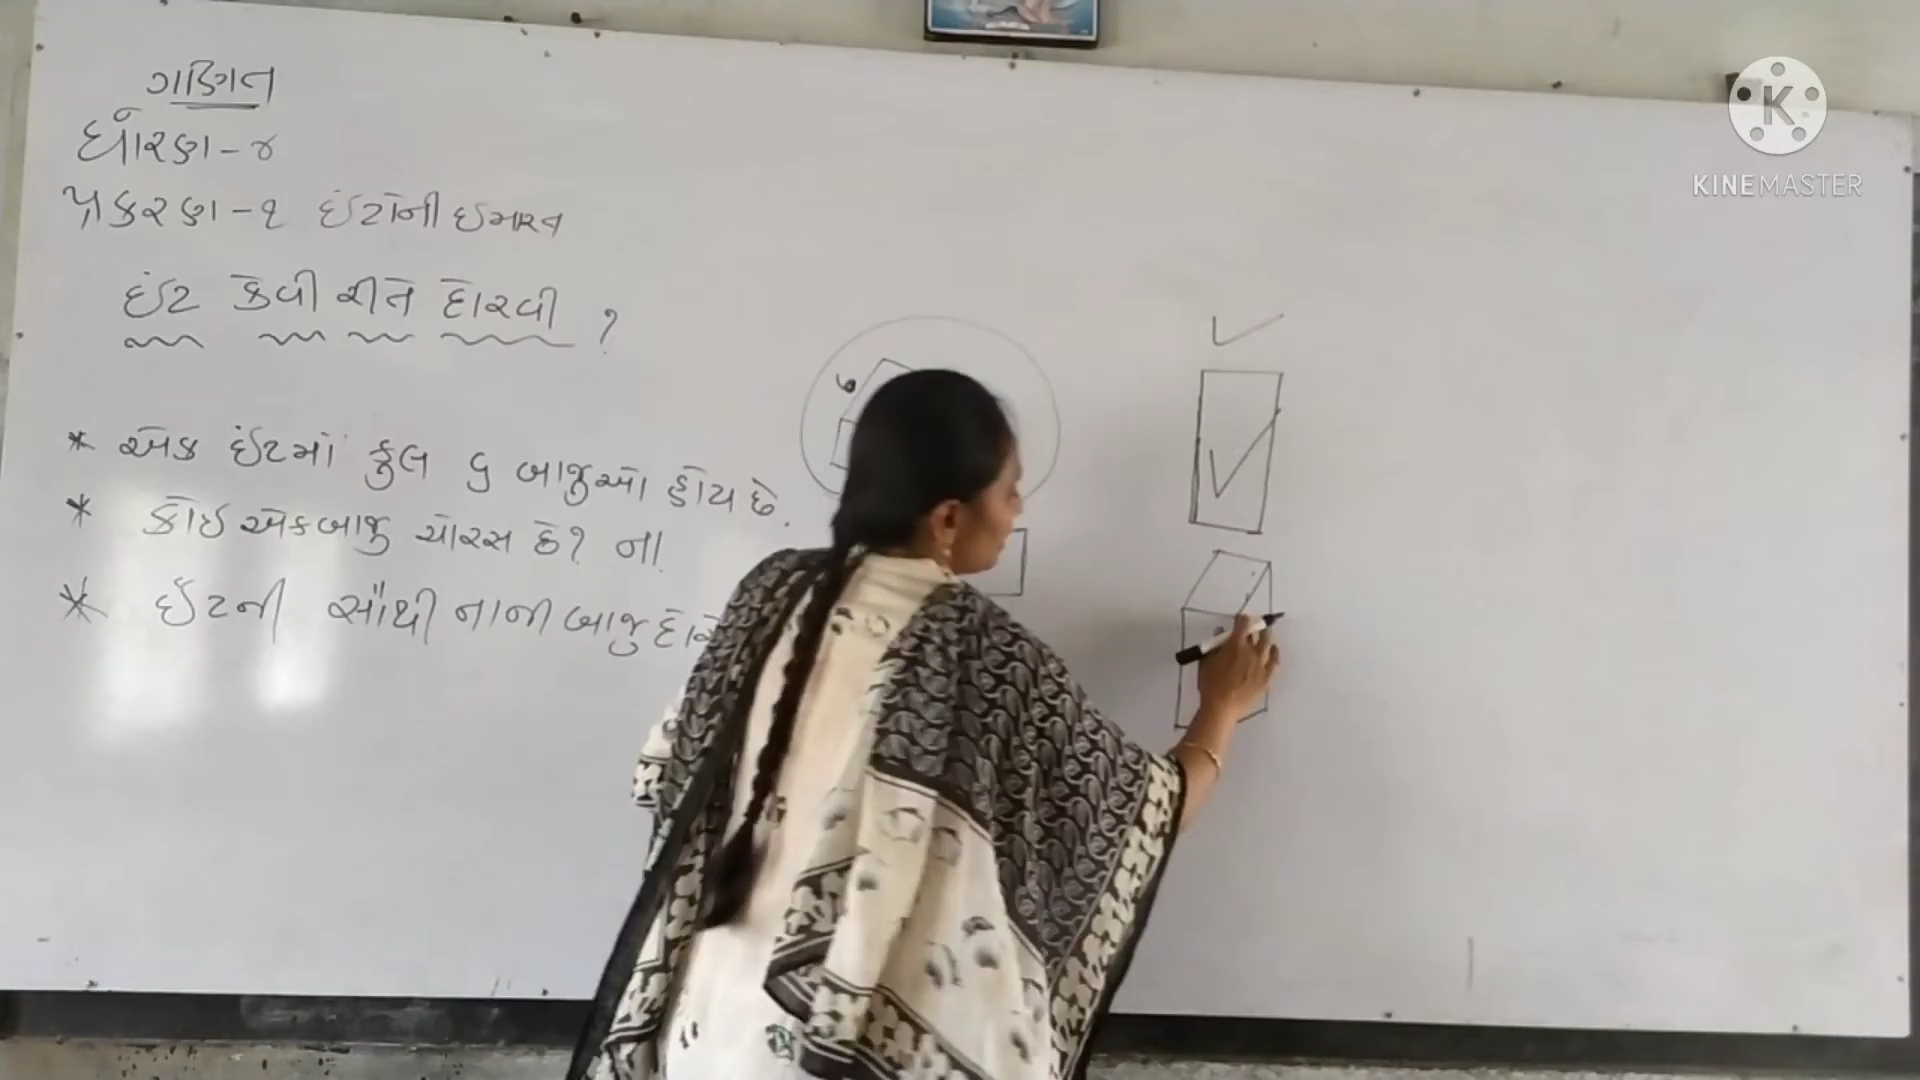 ગણિત
ધોરણ-૪
પ્રકરણ-૧ ઇંટોની ઇમારત
ઇંટ કેવી રીતે દોરવી ?
* એક ઇંટમાં કુલ ૬ બાજુઓ હોય છે.
* કોઇ એક બાજુ ચોરસ છે? ના
* ઇંટની સૌથી નાની બાજુ
KINEMASTER
K